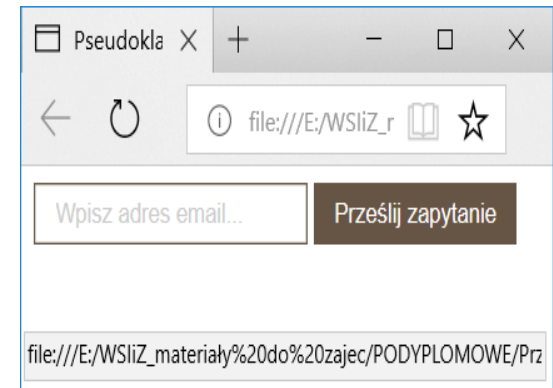 Pseudokla
file:///E:/WSIiZ_r
Wpisz adres email... Prześlij zapytanie
file:///E:/WSIiZ_materiały%20do%20zajec/PODYPLOMOWE/Prz